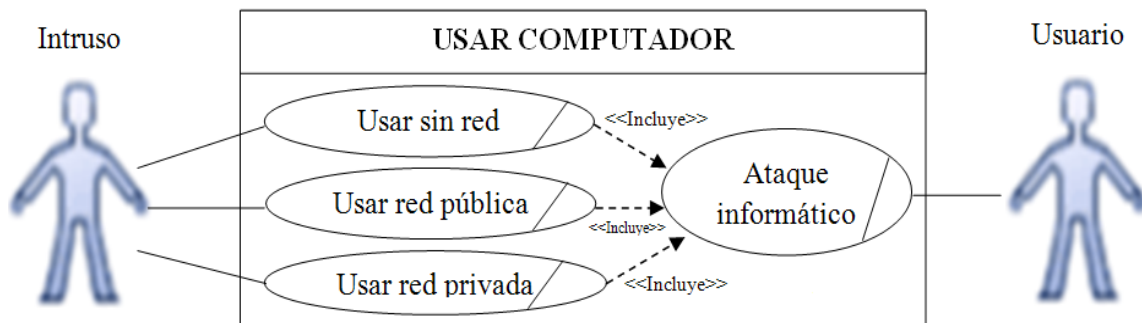 Intruso
USAR COMPUTADOR
Usuario
Usar sin red
<<Incluye>>
Ataque
informático
Usar red pública
<<Incluye>>
Usar red privada
<<Incluye>>